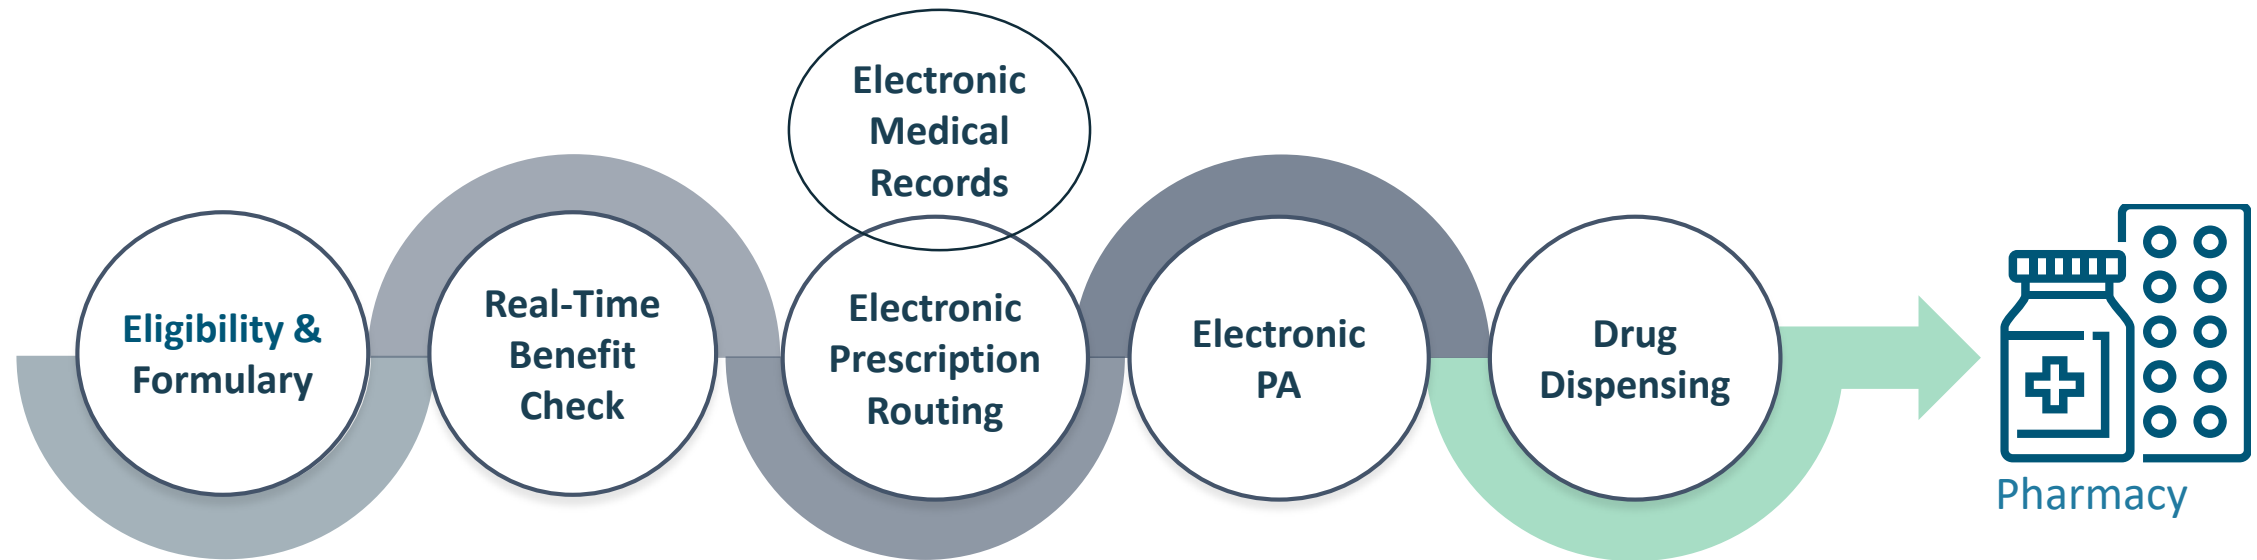 Eligibility &
Formulary
Real-Time
Benefit
Check
Electronic
Medical
Records
Electronic
Prescription
Routing
Electronic
PA
Drug
Dispensing
Pharmacy